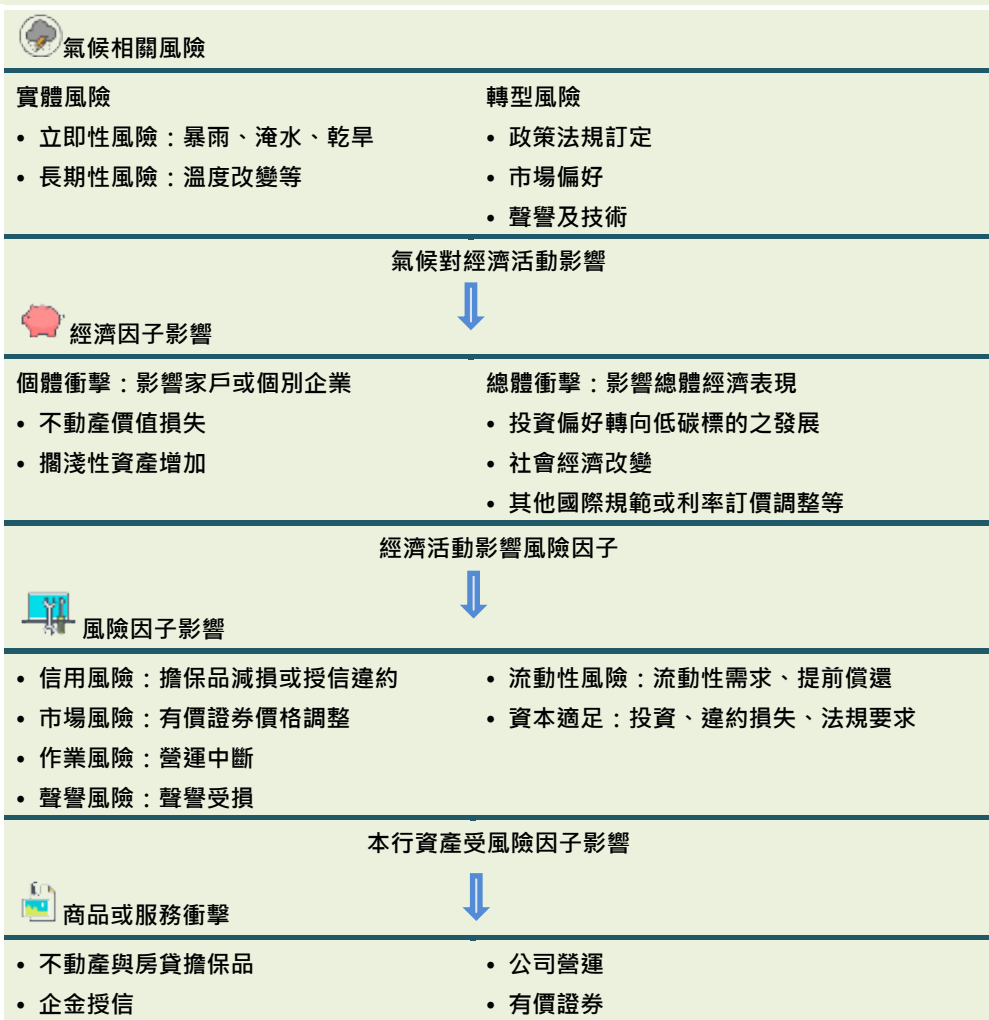 氣候相關風險
實體風險
• 立即性風險：暴雨、淹水、乾旱
• 長期性風險：溫度改變等
轉型風險
• 政策法規訂定
• 市場偏好
• 聲譽及技術
氣候對經濟活動影響
經濟因子影響
個體衝擊：影響家戶或個別企業
• 不動產價值損失
• 擱淺性資產增加
總體衝擊：影響總體經濟表現
• 投資偏好轉向低碳標的之發展
• 社會經濟改變
• 其他國際規範或利率訂價調整等
經濟活動影響風險因子
風險因子影響
• 信用風險：擔保品減損或授信違約
• 市場風險：有價證券價格調整
• 作業風險：營運中斷
• 聲譽風險：聲譽受損
• 流動性風險：流動性需求、提前償還
• 資本適足：投資、違約損失、法規要求
本行資產受風險因子影響
商品或服務衝擊
• 不動產與房貸擔保品
• 企金授信
• 公司營運
• 有價證券